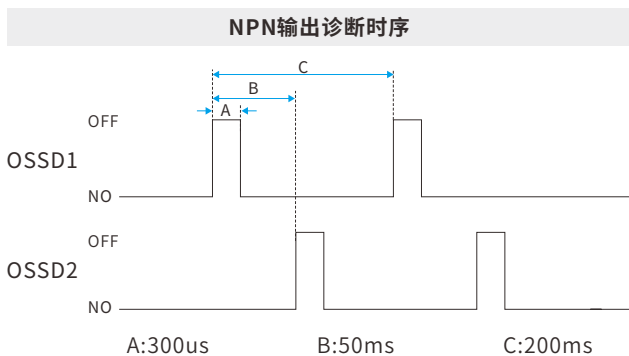 NPN输出诊断时序
C
B
A
OFF
OSSD1
NO
OFF
OSSD2
NO
A:300us B:50ms C:200ms